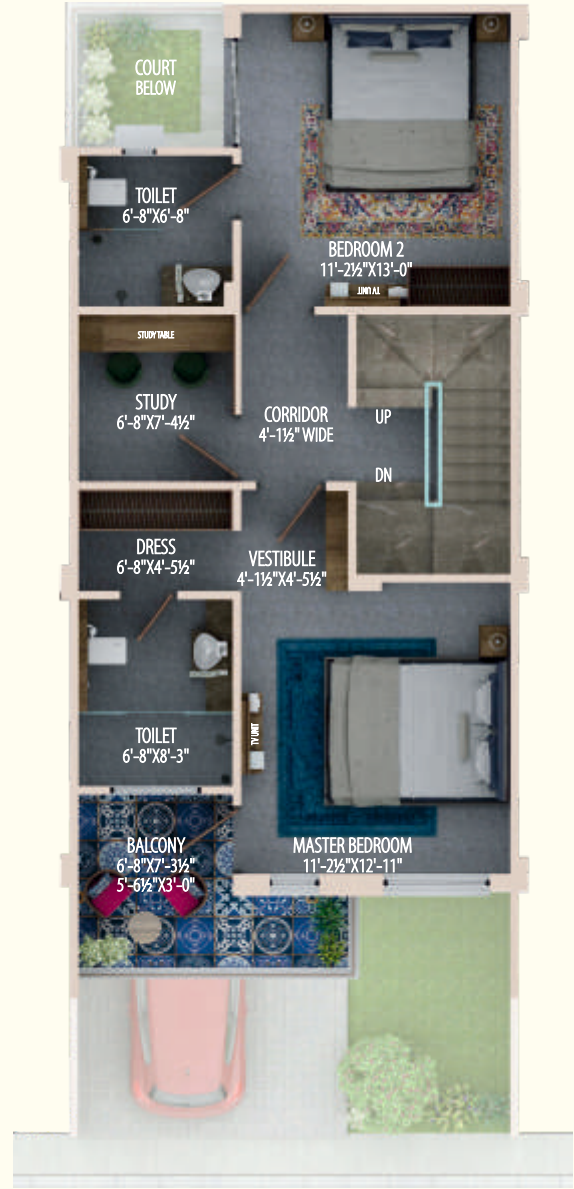 COURT
BELOW
TOILET
6'-8"X6'-8"
BEDROOM 2
11'-2½"X13'-0"
TV UNIT
STUDY TABLE
STUDY
6'-8"X7'-4½"
CORRIDOR
4'-1½" WIDE
UP
DN
DRESS
6'-8"X4'-5½"
VESTIBULE
4'-1½"X4'-5½"
TOILET
6'-8"X8'-3"
TV UNIT
BALCONY
6'-8"X7'-3½"
5'-6½"X3'-0"
MASTER BEDROOM
11'-2½"X12'-11"